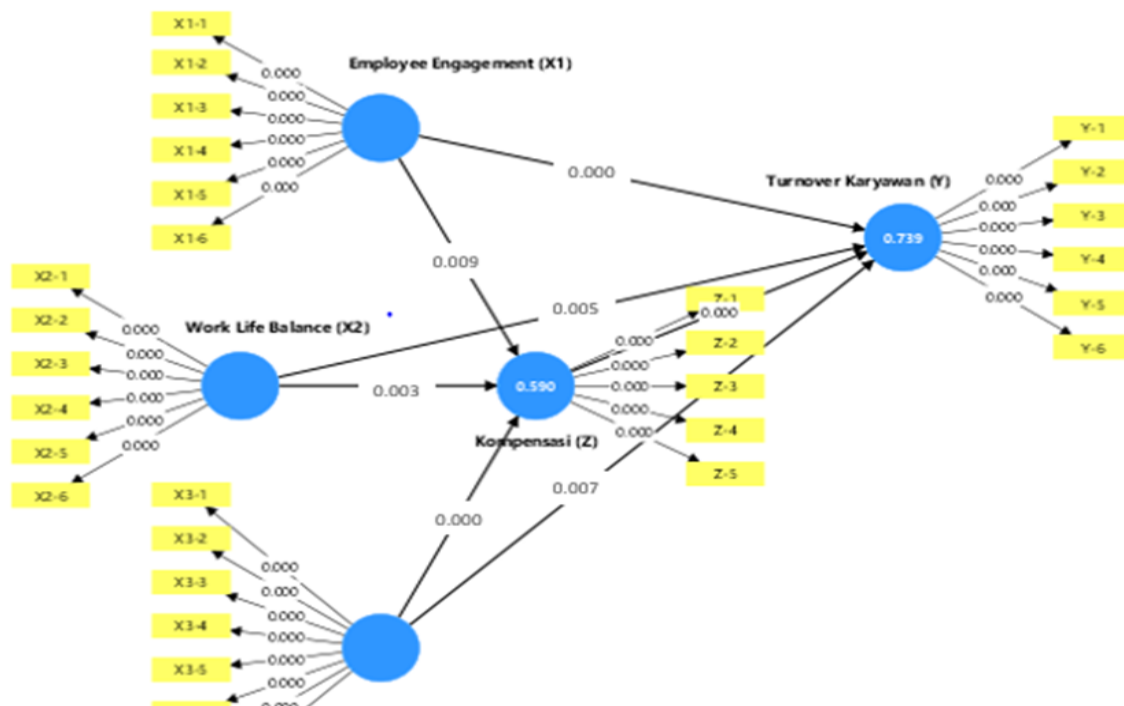 X1-1
X1-2
X1-3
X1-4
X1-5
X1-6
0.000
0.000
0.000
0.000
0.000
0.000
Employee Engagement (X1)
0.000
0.009
Turnover Karyawan (Y)
0.739
0.000
0.000
0.000
0.000
0.000
0.000
Y-1
Y-2
Y-3
Y-4
Y-5
Y-6
X2-1
X2-2
X2-3
X2-4
X2-5
X2-6
0.000
0.000
0.000
0.000
0.000
0.000
Work Life Balance (X2)
0.005
0.003
0.590
Kompensasi (Z)
0.000
0.000
0.000
0.000
0.000
0.000
Z-1
Z-2
Z-3
Z-4
Z-5
0.007
0.000
X3-1
X3-2
X3-3
X3-4
X3-5
0.000
0.000
0.000
0.000
0.000
0.000
0.000